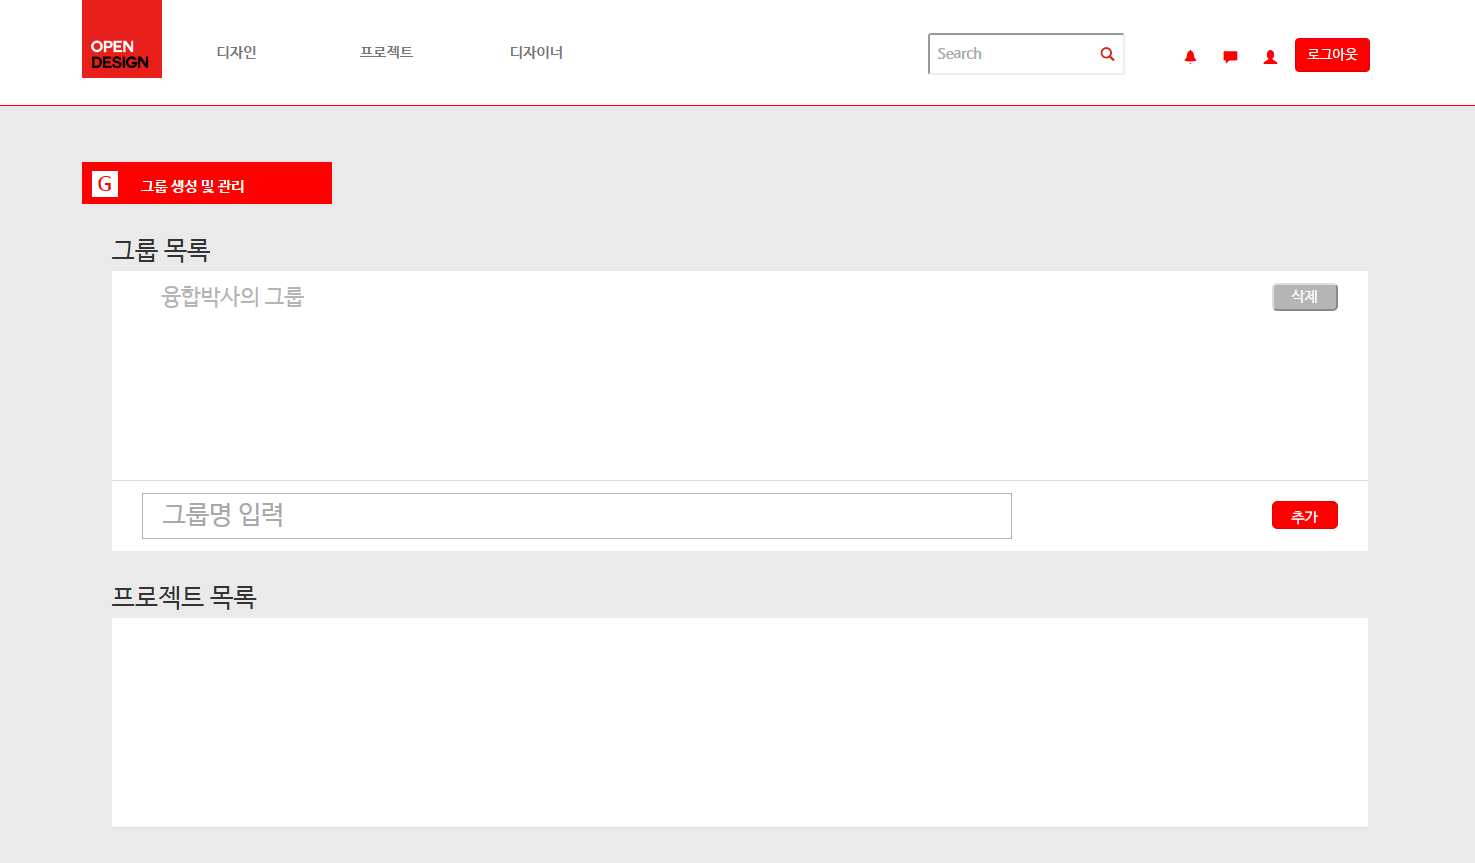 OPEN
DESIGN
디자인
프로젝트
디자이너
Search
로그아웃
G
그룹 생성 및 관리
그룹 목록
융합박사의 그룹
삭제
그룹명 입력
추가
프로젝트 목록